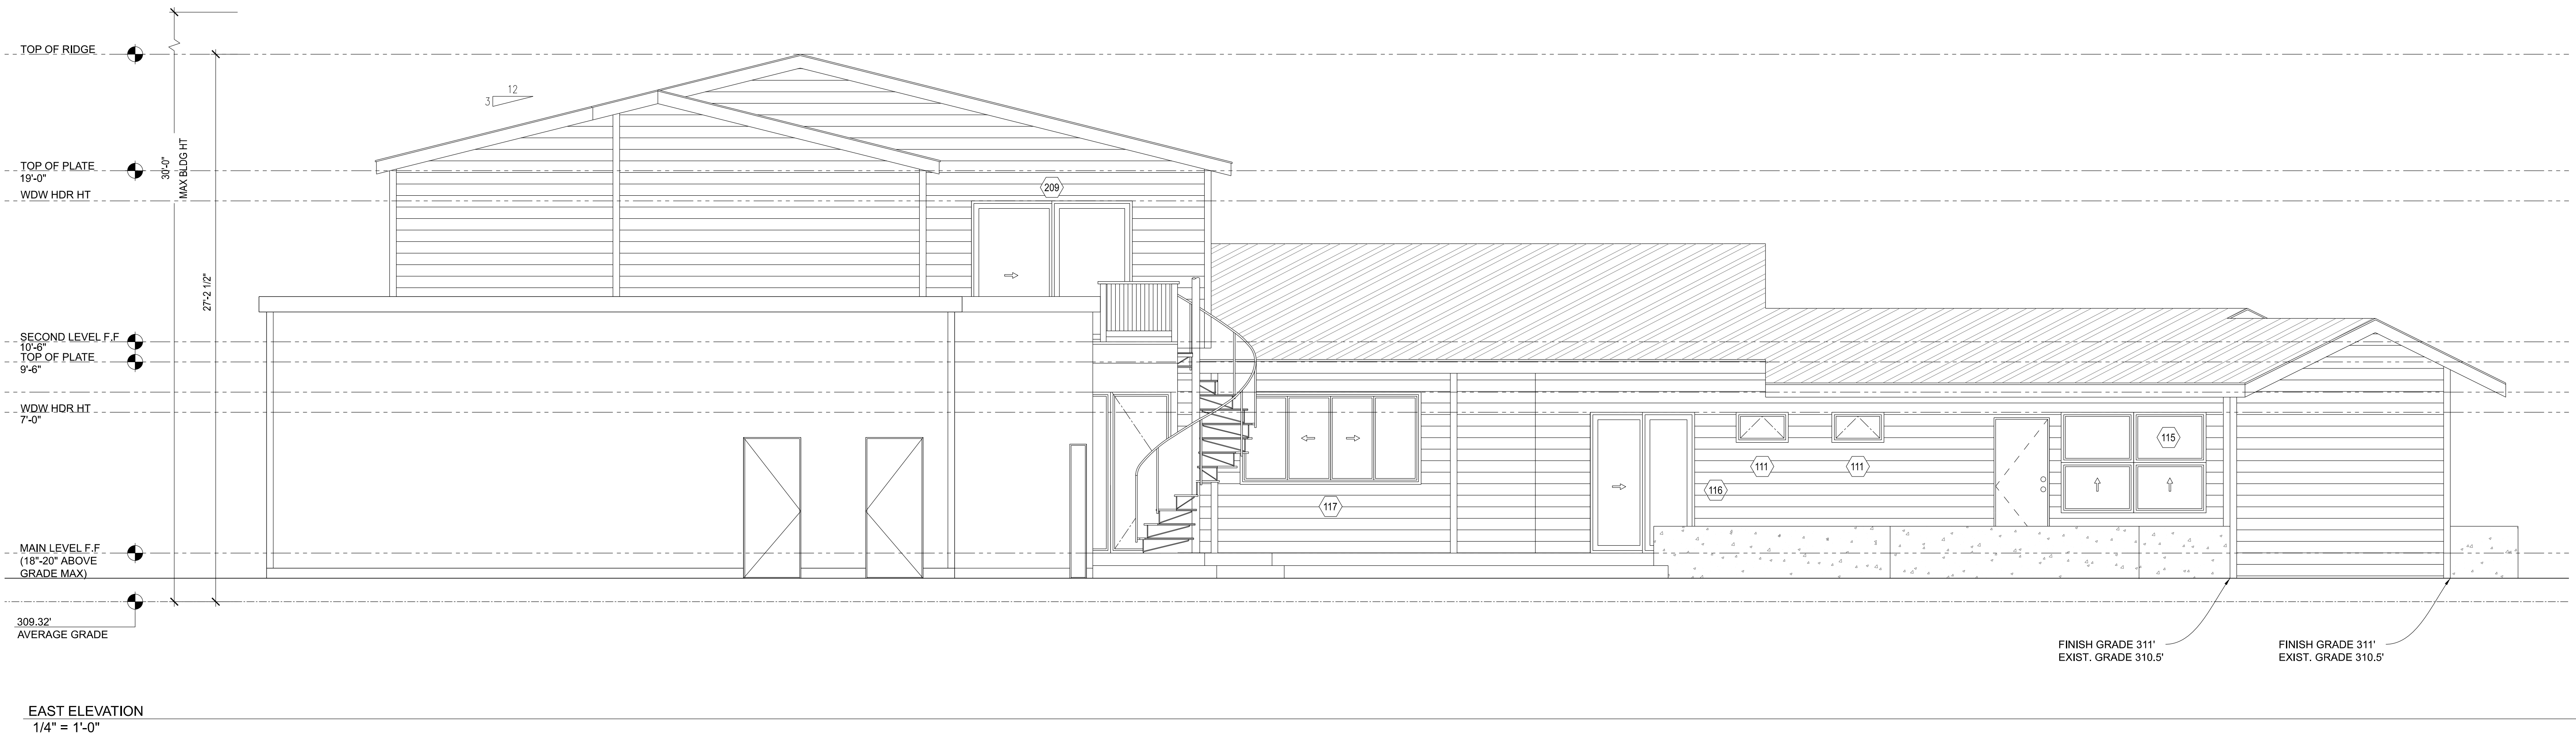 TOP OF RIDGE
12
3
TOP OF PLATE
19'-0"
WDW HDR HT
30'-0"
MAX BLDG HT
209
27'-2 1/2"
SECOND LEVEL F.F
10'-6"
TOP OF PLATE
9'-6"
WDW HDR HT
7'-0"
115
111
111
116
117
MAIN LEVEL F.F
(18"-20" ABOVE
GRADE MAX)
309.32'
AVERAGE GRADE
FINISH GRADE 311'
EXIST. GRADE 310.5'
FINISH GRADE 311'
EXIST. GRADE 310.5'
EAST ELEVATION
1/4" = 1'-0"